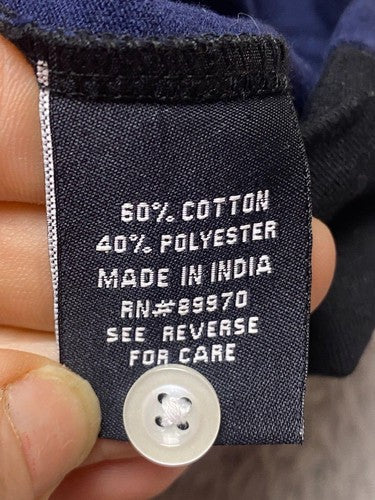 60% COTTON
40% POLYESTER
MADE IN INDIA
RN#89970
SEE REVERSE
FOR CARE